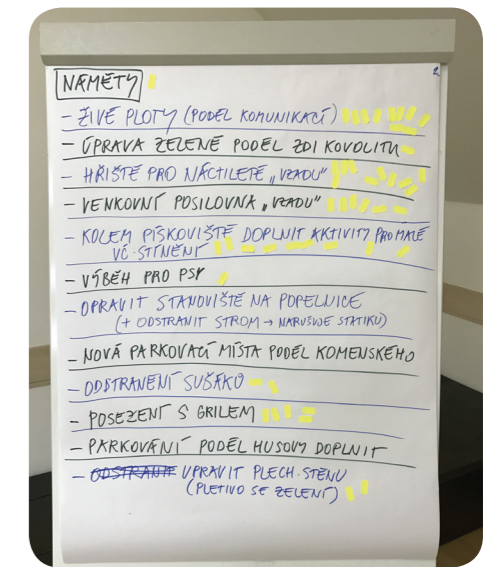 NÁMĚTY
2.
- ŽIVÉ PLOTY (PODÉL KOMUNIKACÍ)
- ÚPRAVA ZELENĚ PODÉL ZDI KOVOLITU
- HŘIŠTĚ PRO NÁCTILETÉ „VZADU"
- VENKOVNÍ POSILOVNA „VZADU"
- KOLEM PÍSKOVIŠTĚ DOPLNIT AKTIVITY PRO MALÉ
VČ. STÍNĚNÍ
- VÝBĚH PRO PSY
- OPRAVIT STANOVIŠTĚ NA POPELNICE
(+ ODSTRANIT STROM → NARUŠUJE STATIKU)
- NOVÁ PARKOVACÍ MÍSTA PODÉL KOMENSKÉHO
- ODSTRANĚNÍ SUŠÁKŮ
- POSEZENÍ S GRILEM
- PARKOVÁNÍ PODÉL HUSOVY DOPLNIT
- ODSTRANIT UPRAVIT PLECH. STĚNU
(PLETIVO SE ZELENÍ)